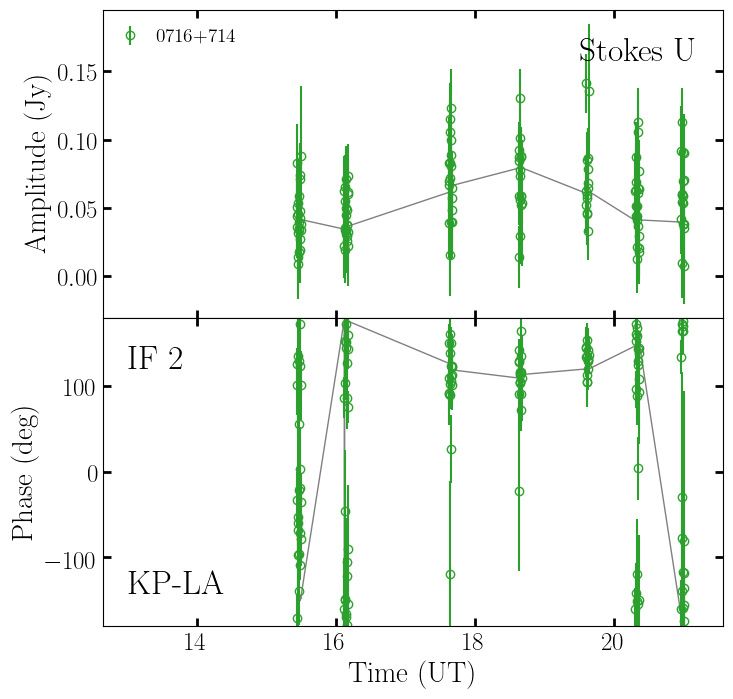 0716+714
Stokes U
0.15
0.10
0.05
0.00
Amplitude (Jy)
IF 2
100
0
−100
Phase (deg)
KP-LA
14 16 18 20
Time (UT)